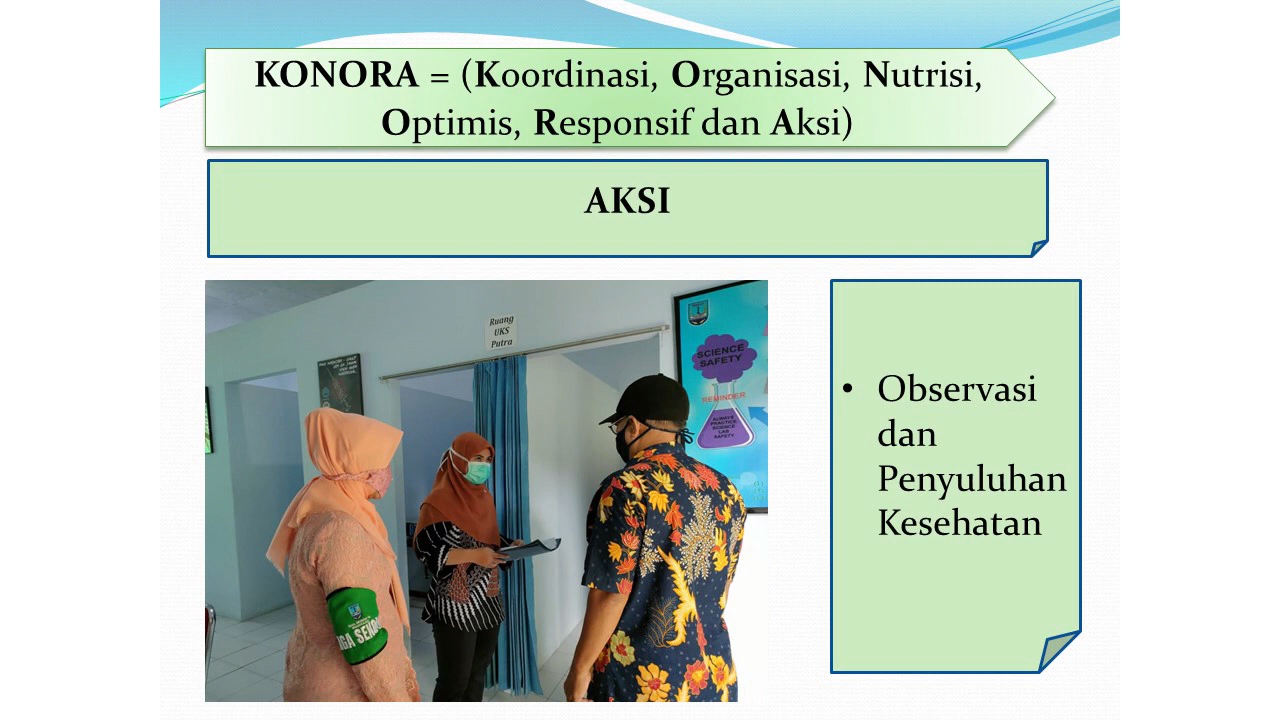 KONORA = (Koordinasi, Organisasi, Nutrisi,
Optimis, Responsif dan Aksi)
AKSI
Ruang
UKS
Putra
SCIENCE
SAFETY
REMINDER
ALWAYS
PRACTICE
SCIENCE
LAB
SAFETY
• Observasi
dan
Penyuluhan
Kesehatan